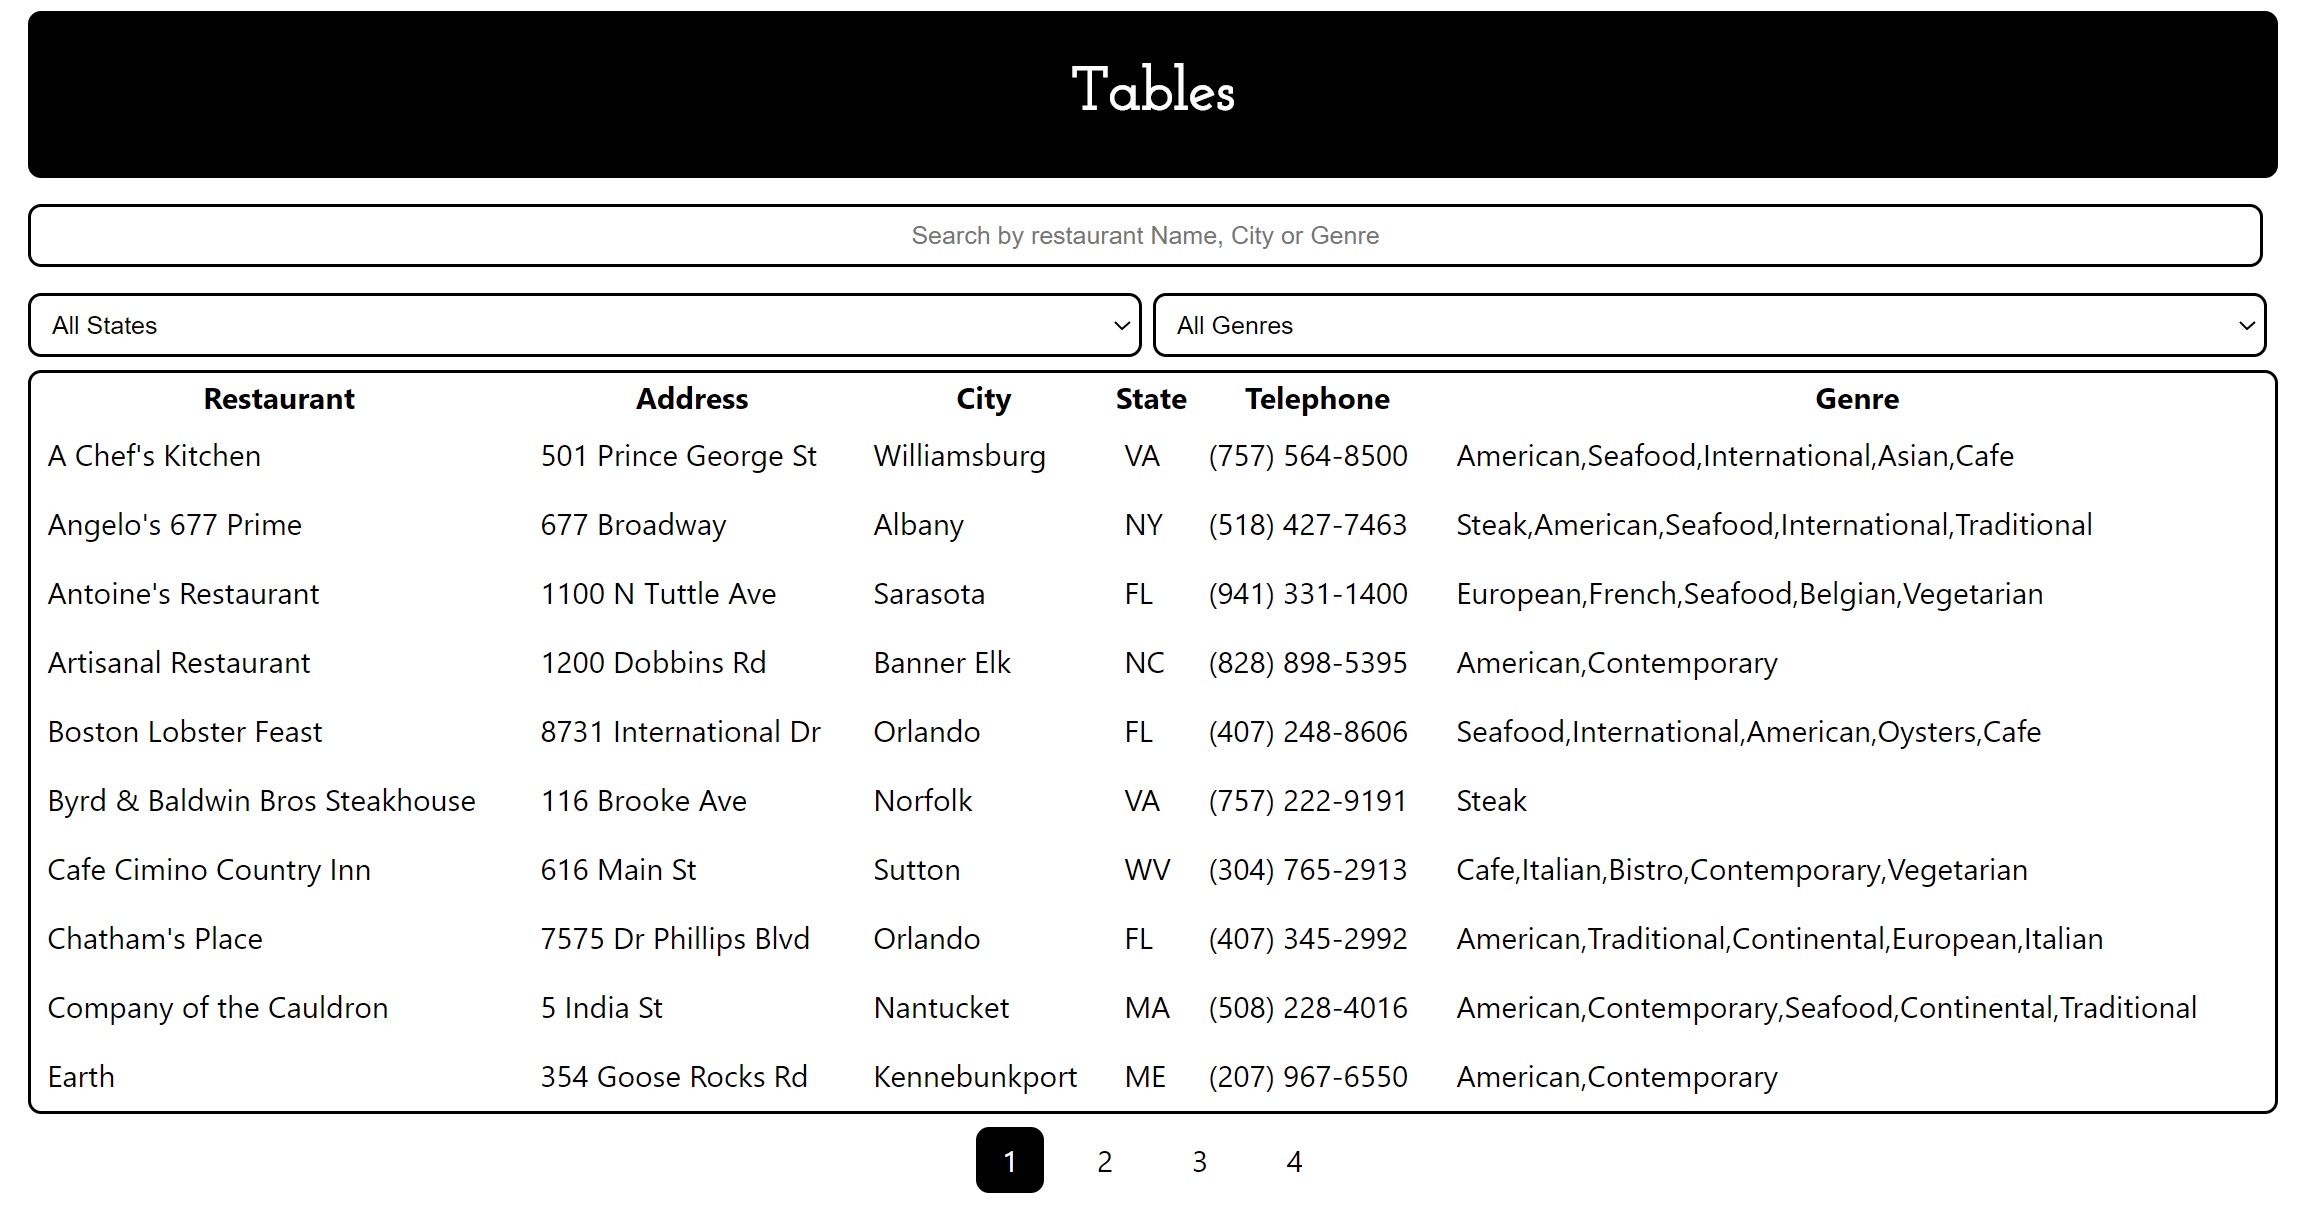 Tables
Search by restaurant Name, City or Genre
All States All Genres
Restaurant Address City State Telephone Genre
A Chef's Kitchen 501 Prince George St Williamsburg VA (757) 564-8500 American,Seafood,International,Asian,Cafe
Angelo's 677 Prime 677 Broadway Albany NY (518) 427-7463 Steak,American,Seafood,International,Traditional
Antoine's Restaurant 1100 N Tuttle Ave Sarasota FL (941) 331-1400 European,French,Seafood,Belgian,Vegetarian
Artisanal Restaurant 1200 Dobbins Rd Banner Elk NC (828) 898-5395 American,Contemporary
Boston Lobster Feast 8731 International Dr Orlando FL (407) 248-8606 Seafood,International,American,Oysters,Cafe
Byrd & Baldwin Bros Steakhouse 116 Brooke Ave Norfolk VA (757) 222-9191 Steak
Cafe Cimino Country Inn 616 Main St Sutton WV (304) 765-2913 Cafe,Italian,Bistro,Contemporary,Vegetarian
Chatham's Place 7575 Dr Phillips Blvd Orlando FL (407) 345-2992 American,Traditional,Continental,European,Italian
Company of the Cauldron 5 India St Nantucket MA (508) 228-4016 American,Contemporary,Seafood,Continental,Traditional
Earth 354 Goose Rocks Rd Kennebunkport ME (207) 967-6550 American,Contemporary
1 2 3 4